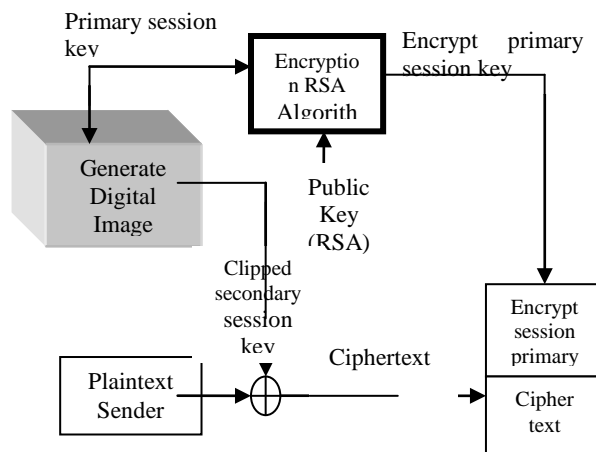 Primary session
key
Encryptio
n RSA
Algorith
Encrypt primary
session key
Generate
Digital
Image
Public
Key
(RSA)
Clipped
secondary
session
key
Ciphertext
Plaintext
Sender
Encrypt
session
primary
Cipher
text